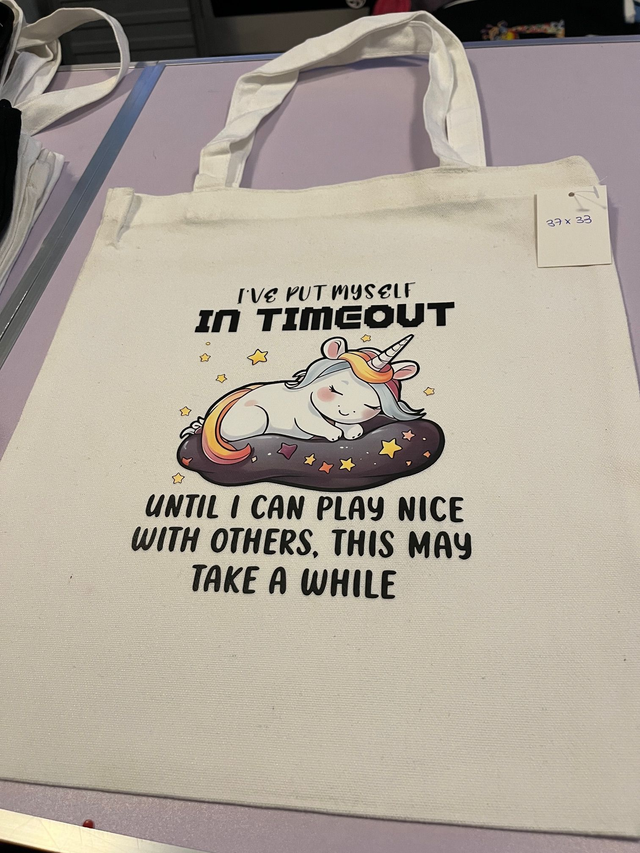 I'VE PUT MYSELF
IN TIMEOUT
UNTIL I CAN PLAY NICE
WITH OTHERS, THIS MAY
TAKE A WHILE
37 x 33